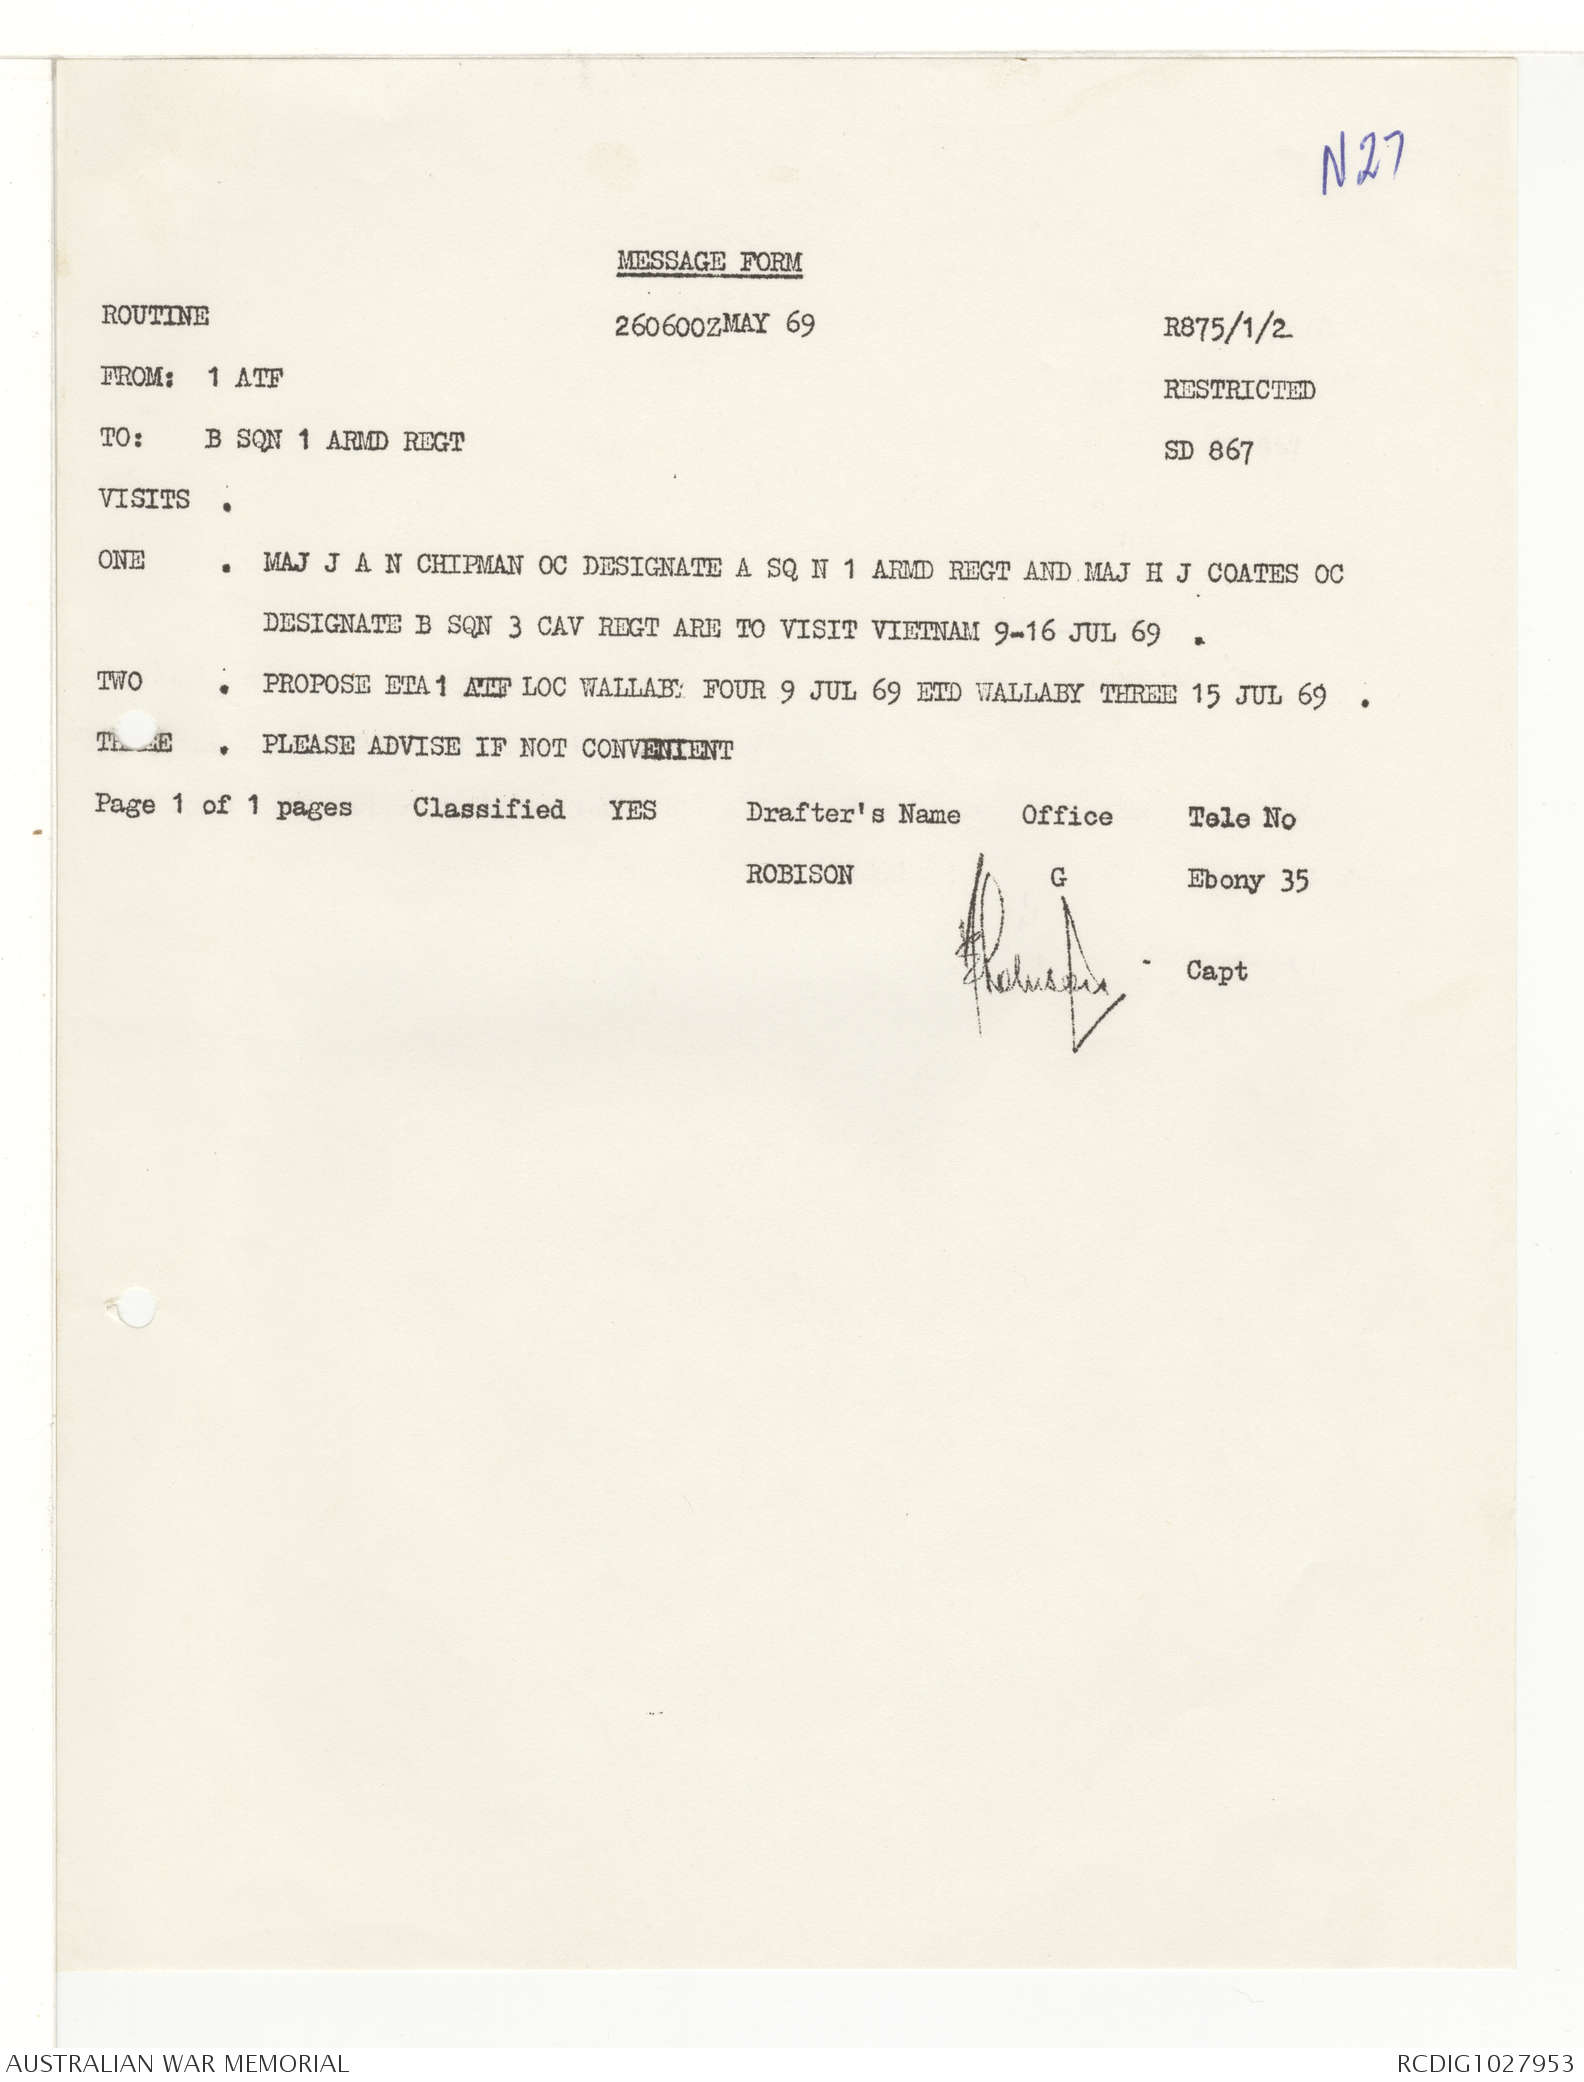 N27
MESSAGE FORM
ROUTINE 260600ZMAY 69 R875/1/2
FROM: 1 ATF RESTRICTED
TO: B SQN 1 ARMD REGT SD 867
VISITS .
ONE . MAJ J A N CHIPMAN OC DESIGNATE A SQ N 1 ARMD REGT AND MAJ H J COATES OC
DESIGNATE B SQN 3 CAV REGT ARE TO VISIT VIETNAM 9-16 JUL 69 .
TWO . PROPOSE ETA1 ATF LOC WALLABY FOUR 9 JUL 69 ETD WALLABY THREE 15 JUL 69 .
THREE . PLEASE ADVISE IF NOT CONVENIENT
Page 1 of 1 pages Classified YES Drafter's Name Office Tele No
ROBISON G Ebony 35
- Capt
AUSTRALIAN WAR MEMORIAL RCDIG1027953